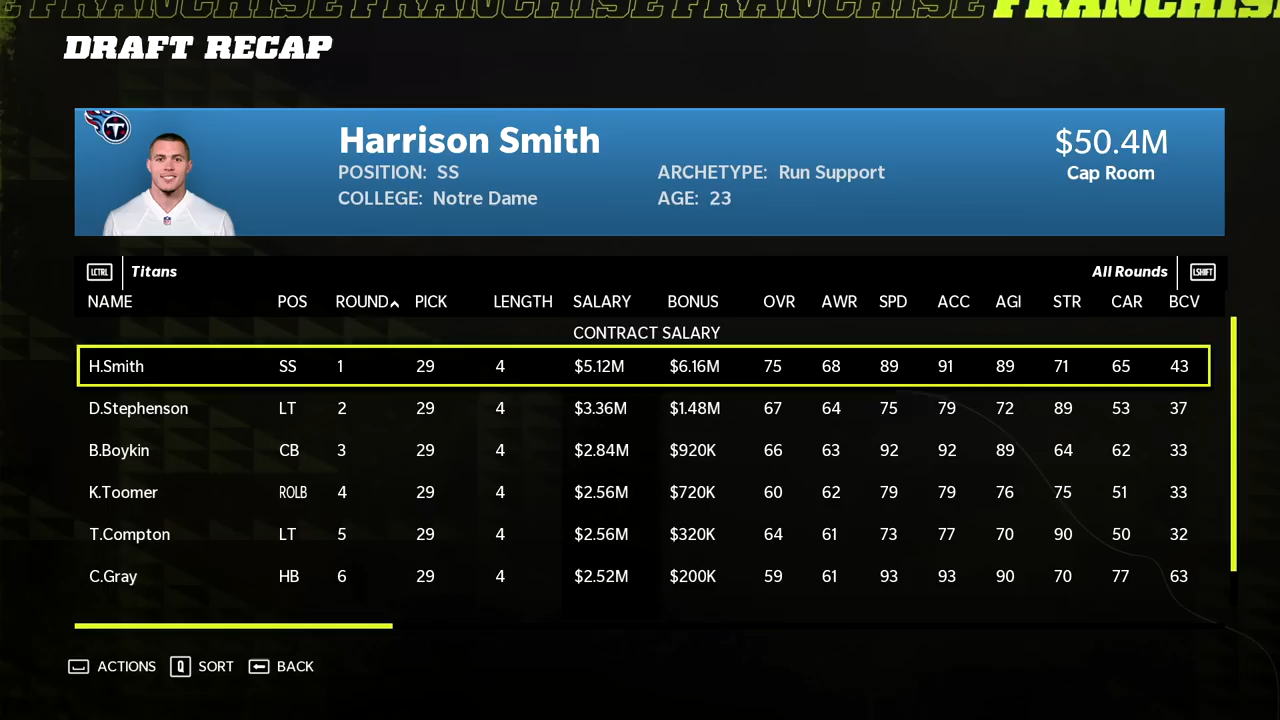 FRANCHISE FRANCHISE FRANCHISE FRANCHISE
DRAFT RECAP
Harrison Smith
$50.4M
POSITION: SS ARCHETYPE: Run Support
Cap Room
COLLEGE: Notre Dame AGE: 23
LCTRL Titans All Rounds LSHIFT
NAME POS ROUND PICK LENGTH SALARY BONUS OVR AWR SPD ACC AGI STR CAR BCV
CONTRACT SALARY
H.Smith SS 1 29 4 $5.12M $6.16M 75 68 89 91 89 71 65 43
D.Stephenson LT 2 29 4 $3.36M $1.48M 67 64 75 79 72 89 53 37
B.Boykin CB 3 29 4 $2.84M $920K 66 63 92 92 89 64 62 33
K.Toomer ROLB 4 29 4 $2.56M $720K 60 62 79 79 76 75 51 33
T.Compton LT 5 29 4 $2.56M $320K 64 61 73 77 70 90 50 32
C.Gray HB 6 29 4 $2.52M $200K 59 61 93 93 90 70 77 63
ACTIONS Q SORT BACK